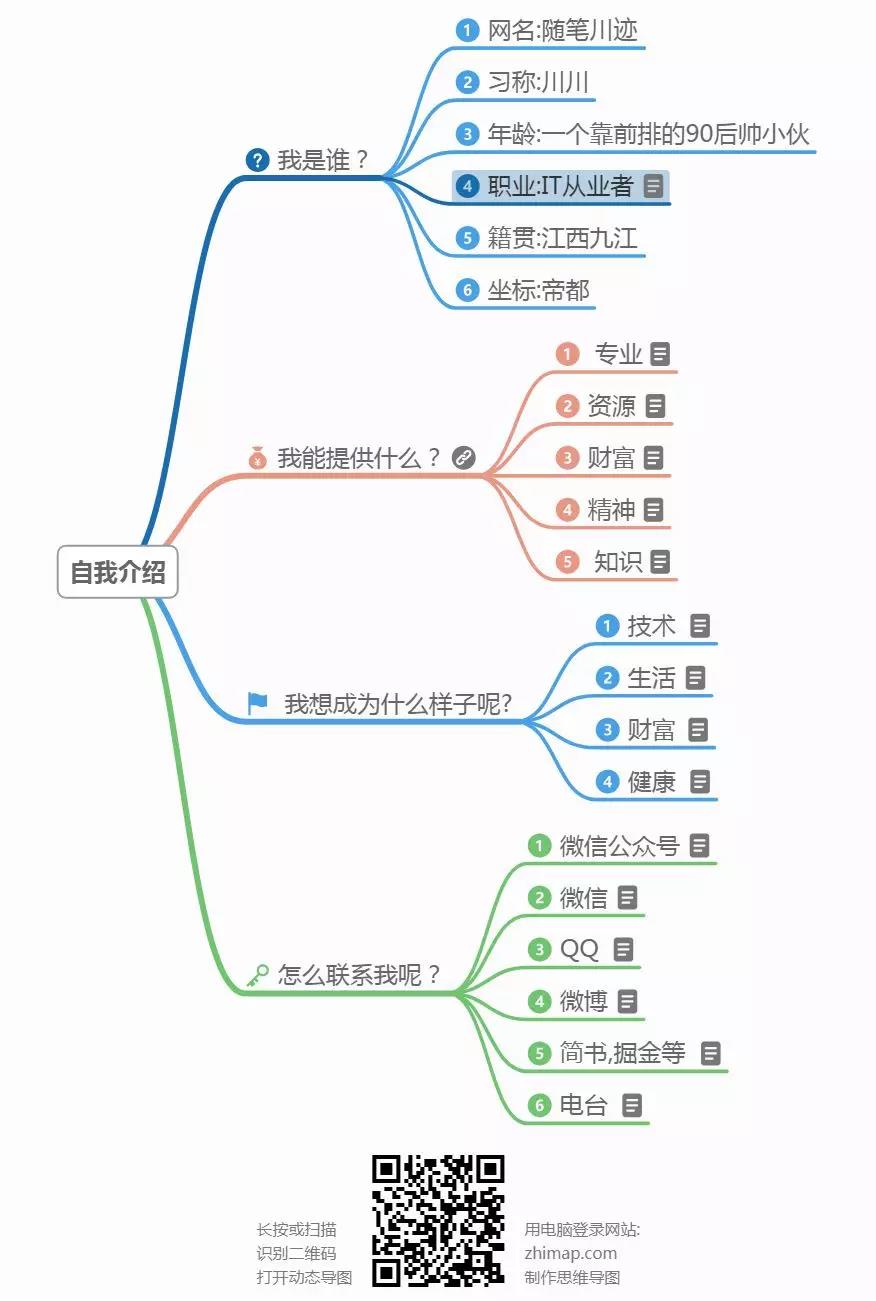 自我介绍
我是谁？
1 网名:随笔川迹
2 习称:川川
3 年龄:一个靠前排的90后帅小伙
4 职业:IT从业者
5 籍贯:江西九江
6 坐标:帝都
我能提供什么？
1 专业
2 资源
3 财富
4 精神
5 知识
我想成为什么样子呢?
1 技术
2 生活
3 财富
4 健康
怎么联系我呢？
1 微信公众号
2 微信
3 QQ
4 微博
5 简书,掘金等
6 电台
长按或扫描
识别二维码
打开动态导图
用电脑登录网站:
zhimap.com
制作思维导图